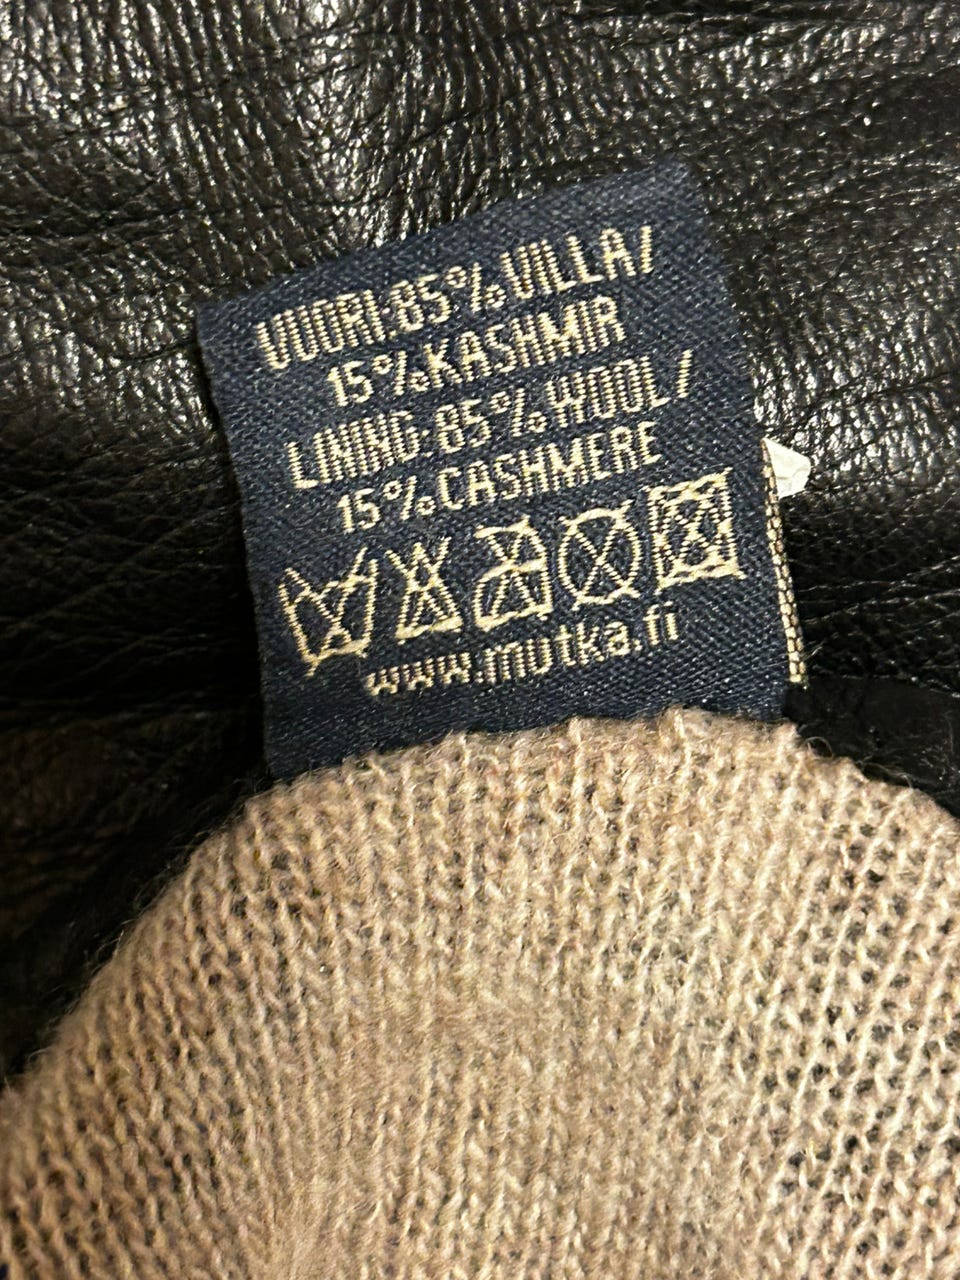 VUORI:85% VILLA/
15%KASHMIR
LINING:85%WOOL/
15%CASHMERE
www.mutka.fi